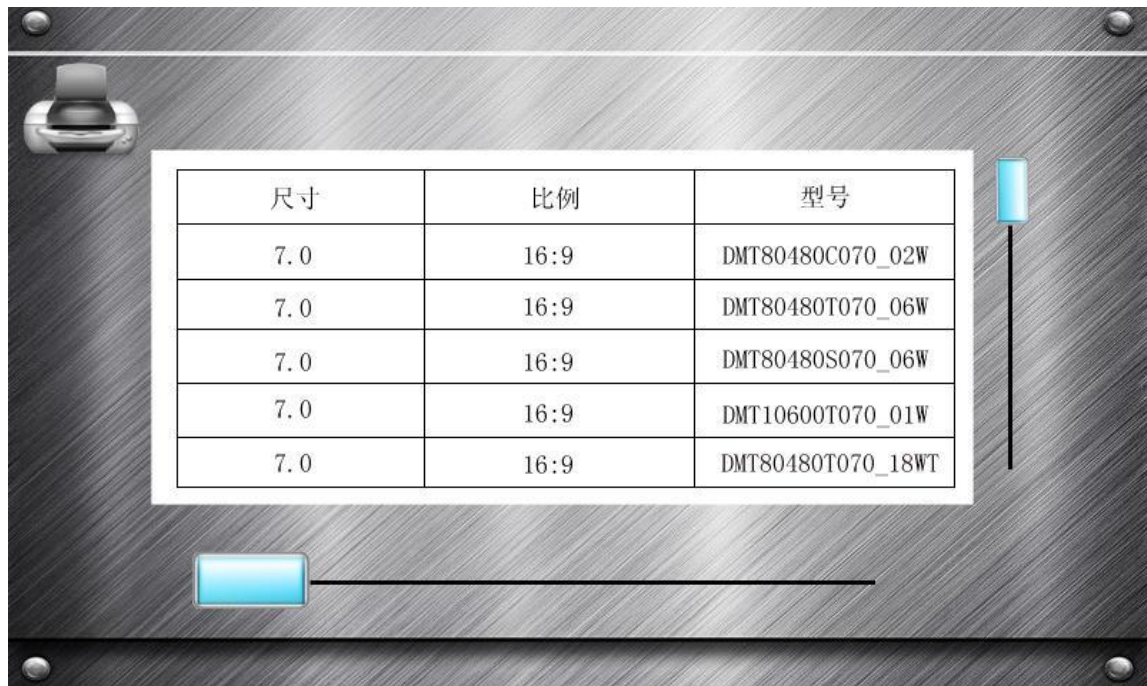 尺寸 比例 型号
7.0 16:9 DMT80480C070_02W
7.0 16:9 DMT80480T070_06W
7.0 16:9 DMT80480S070_06W
7.0 16:9 DMT10600T070_01W
7.0 16:9 DMT80480T070_18WT